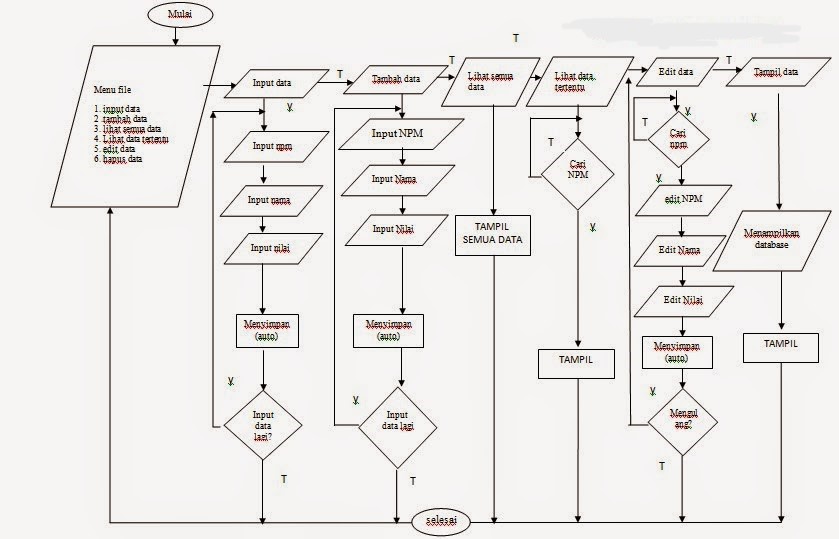 Mulai
Menu file
1. input data
2 tambah data
3. lihat semua data
4. Lihat data tertentu
5. edit data
6. hapus data
Input data
T
Tambah data
T
Lihat semua
data
T
Lihat data
tertentu
Edit data
T
Tampil data
Y
Input npm
Input nama
Input nilai
Menyimpan
(auto)
Y
Input
data
lagi?
T
Input NPM
Input Nama
Input Nilai
Menyimpan
(auto)
Y
Input
data lagi
T
TAMPIL
SEMUA DATA
T
Cari
NPM
Y
TAMPIL
Y
T
Cari
npm
Y
edit NPM
Edit Nama
Edit Nilai
Menyimpan
(auto)
Y
Mengul
ang?
T
Y
Menampilkan
database
TAMPIL
selesai